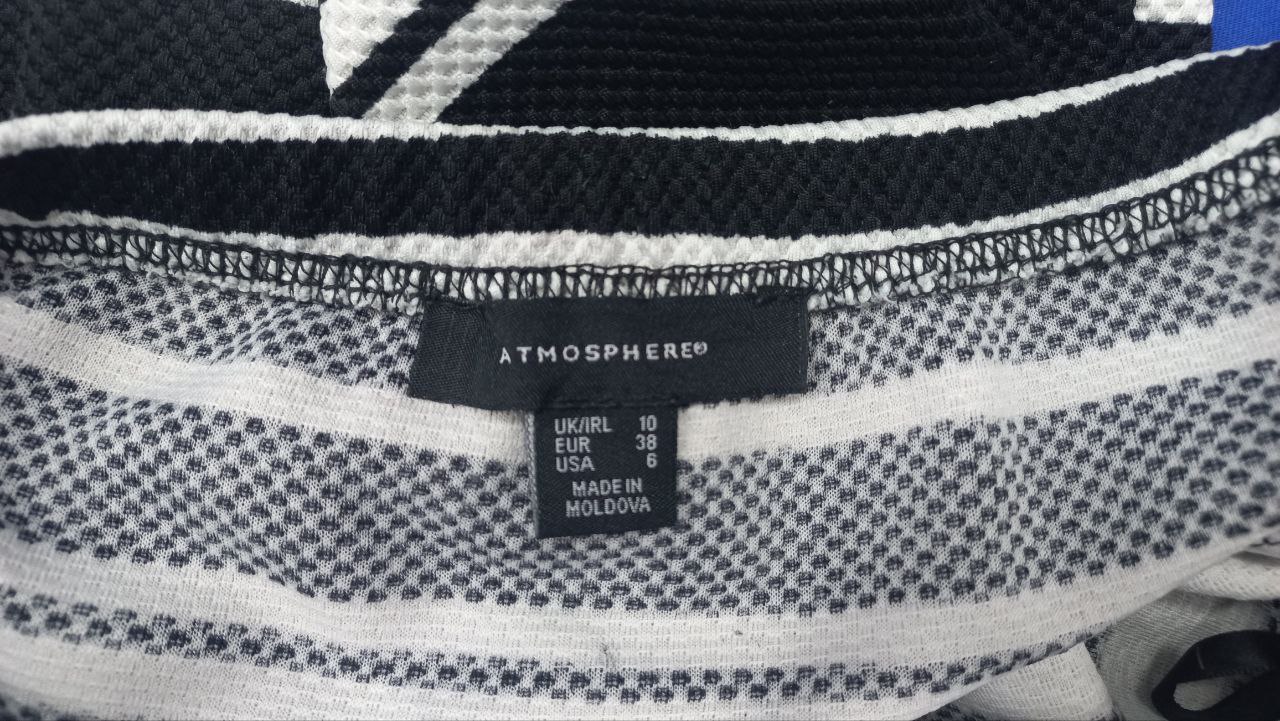 ATMOSPHERE
UK/IRL 10
EUR 38
USA 6
MADE IN
MOLDOVA